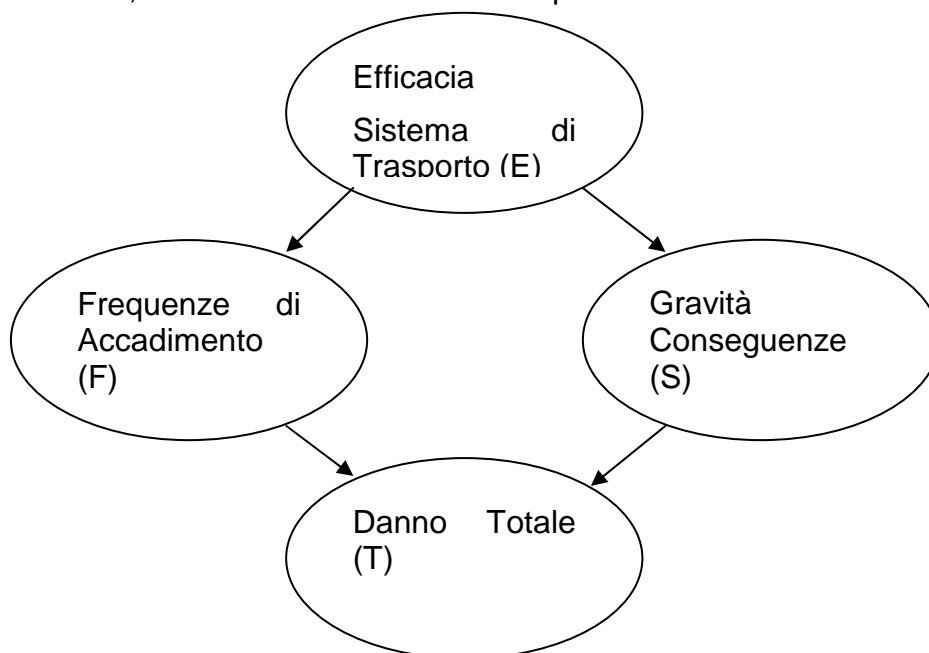 Efficacia
Sistema di
Trasporto (E)
Frequenze di
Accadimento
(F)
Gravità
Conseguenze
(S)
Danno Totale
(T)